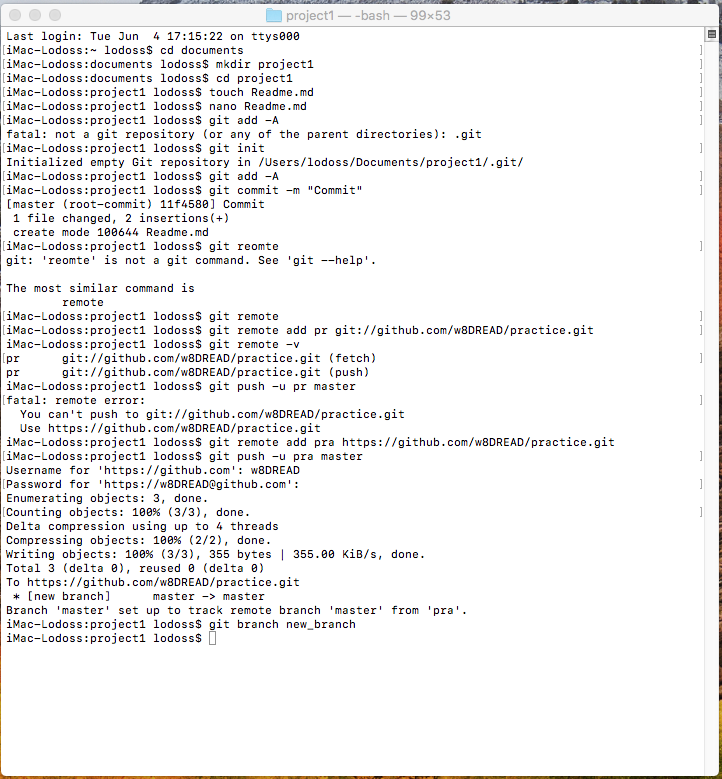 project1 — -bash — 99×53
Last login: Tue Jun  4 17:15:22 on ttys000
[iMac-Lodoss:~ lodoss$ cd documents ]
[iMac-Lodoss:documents lodoss$ mkdir project1 ]
[iMac-Lodoss:documents lodoss$ cd project1 ]
[iMac-Lodoss:project1 lodoss$ touch Readme.md ]
[iMac-Lodoss:project1 lodoss$ nano Readme.md ]
[iMac-Lodoss:project1 lodoss$ git add -A ]
fatal: not a git repository (or any of the parent directories): .git
[iMac-Lodoss:project1 lodoss$ git init ]
Initialized empty Git repository in /Users/lodoss/Documents/project1/.git/
[iMac-Lodoss:project1 lodoss$ git add -A ]
[iMac-Lodoss:project1 lodoss$ git commit -m "Commit" ]
[master (root-commit) 11f4580] Commit
 1 file changed, 2 insertions(+)
 create mode 100644 Readme.md
[iMac-Lodoss:project1 lodoss$ git reomte ]
git: 'reomte' is not a git command. See 'git --help'.

The most similar command is
        remote
[iMac-Lodoss:project1 lodoss$ git remote ]
[iMac-Lodoss:project1 lodoss$ git remote add pr git://github.com/w8DREAD/practice.git ]
iMac-Lodoss:project1 lodoss$ git remote -v
[pr      git://github.com/w8DREAD/practice.git (fetch) ]
pr      git://github.com/w8DREAD/practice.git (push)
iMac-Lodoss:project1 lodoss$ git push -u pr master
[fatal: remote error: ]
  You can't push to git://github.com/w8DREAD/practice.git
  Use https://github.com/w8DREAD/practice.git
iMac-Lodoss:project1 lodoss$ git remote add pra https://github.com/w8DREAD/practice.git
[iMac-Lodoss:project1 lodoss$ git push -u pra master ]
Username for 'https://github.com': w8DREAD
[Password for 'https://w8DREAD@github.com': ]
Enumerating objects: 3, done.
[Counting objects: 100% (3/3), done. ]
Delta compression using up to 4 threads
Compressing objects: 100% (2/2), done.
Writing objects: 100% (3/3), 355 bytes | 355.00 KiB/s, done.
Total 3 (delta 0), reused 0 (delta 0)
To https://github.com/w8DREAD/practice.git
 * [new branch]      master -> master
Branch 'master' set up to track remote branch 'master' from 'pra'.
iMac-Lodoss:project1 lodoss$ git branch new_branch
iMac-Lodoss:project1 lodoss$